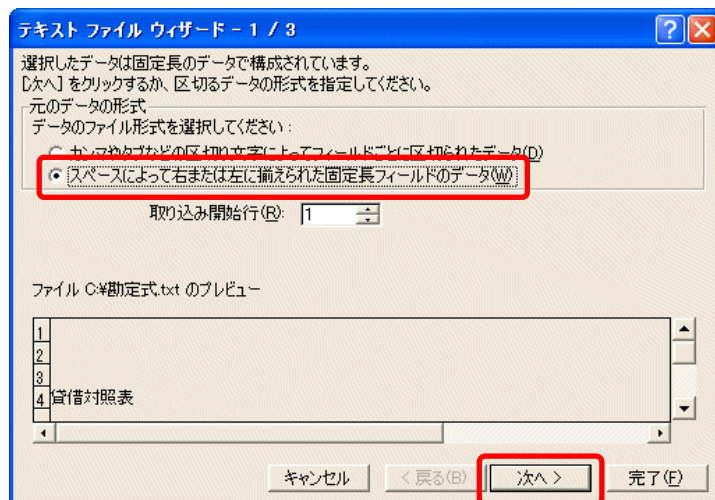 テキスト ファイル ウィザード - 1 / 3
選択したデータは固定長のデータで構成されています。
[次へ] をクリックするか、区切るデータの形式を指定してください。
元のデータの形式
データのファイル形式を選択してください：
カンマやタブなどの区切り文字によってフィールドごとに区切られたデータ(D)
スペースによって右または左に揃えられた固定長フィールドのデータ(W)
取り込み開始行(R): 1
ファイル C:¥勘定式.txt のプレビュー
1
2
3
4 貸借対照表
キャンセル < 戻る(B) 次へ > 完了(F)